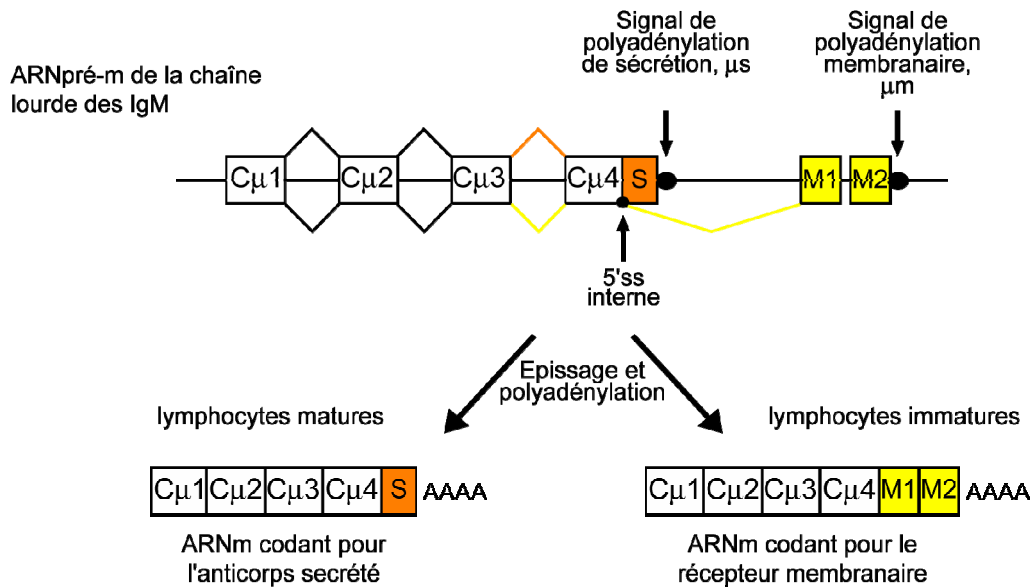 ARNpré-m de la chaîne
lourde des IgM
Signal de
polyadénylation
de sécrétion, μs
Signal de
polyadénylation
membranaire,
μm
Cμ1
Cμ2
Cμ3
Cμ4
S
M1
M2
5'ss
interne
Epissage et
polyadénylation
lymphocytes matures
Cμ1 Cμ2 Cμ3 Cμ4 S AAAA
ARNm codant pour
l'anticorps secrété
lymphocytes immatures
Cμ1 Cμ2 Cμ3 Cμ4 M1 M2 AAAA
ARNm codant pour le
récepteur membranaire